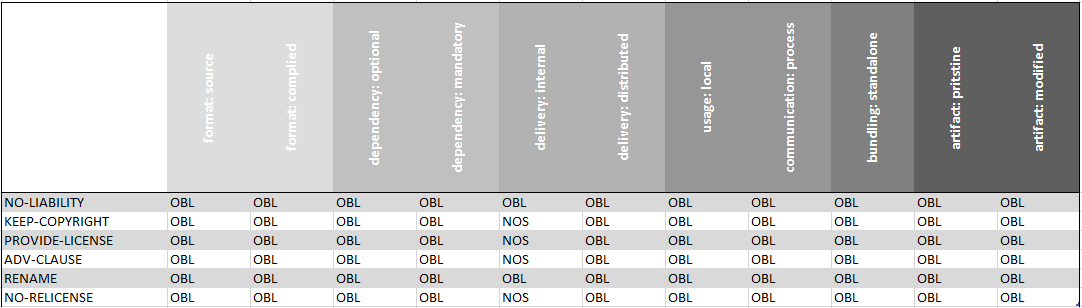 format: source
format: complied
dependency: optional
dependency: mandatory
delivery: internal
delivery: distributed
usage: local
communication: process
bundling: standalone
artifact: pritstine
artifact: modified
NO-LIABILITY OBL OBL OBL OBL OBL OBL OBL OBL OBL OBL OBL
KEEP-COPYRIGHT OBL OBL OBL OBL NOS OBL OBL OBL OBL OBL OBL
PROVIDE-LICENSE OBL OBL OBL OBL NOS OBL OBL OBL OBL OBL OBL
ADV-CLAUSE OBL OBL OBL OBL NOS OBL OBL OBL OBL OBL OBL
RENAME OBL OBL OBL OBL OBL OBL OBL OBL OBL OBL OBL
NO-RELICENSE OBL OBL OBL OBL NOS OBL OBL OBL OBL OBL OBL